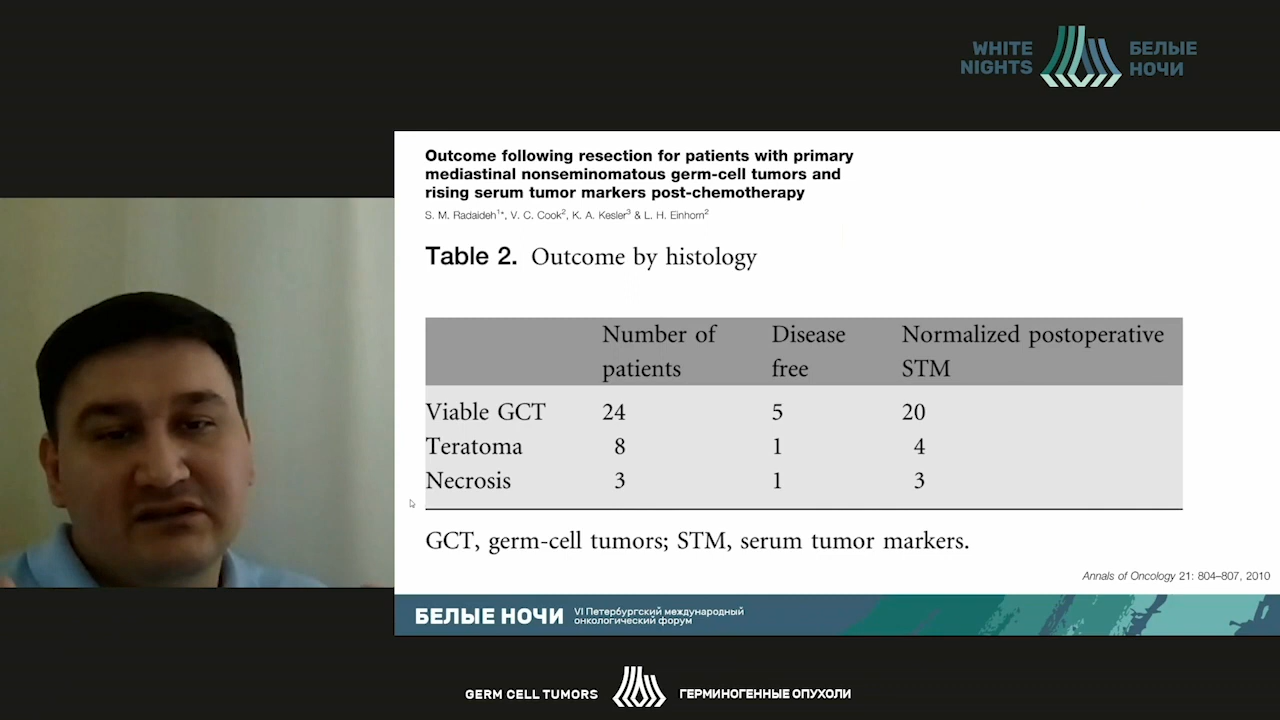 WHITE
NIGHTS
БЕЛЫЕ
НОЧИ
Outcome following resection for patients with primary
mediastinal nonseminomatous germ-cell tumors and
rising serum tumor markers post-chemotherapy
S. M. Radaideh1*, V. C. Cook2, K. A. Kesler3 & L. H. Einhorn2
Table 2. Outcome by histology
Number of patients Disease free Normalized postoperative STM
Viable GCT 24 5 20
Teratoma 8 1 4
Necrosis 3 1 3
GCT, germ-cell tumors; STM, serum tumor markers.
Annals of Oncology 21: 804–807, 2010
БЕЛЫЕ НОЧИ
VI Петербургский международный
онкологический форум
GERM CELL TUMORS
ГЕРМИНОГЕННЫЕ ОПУХОЛИ